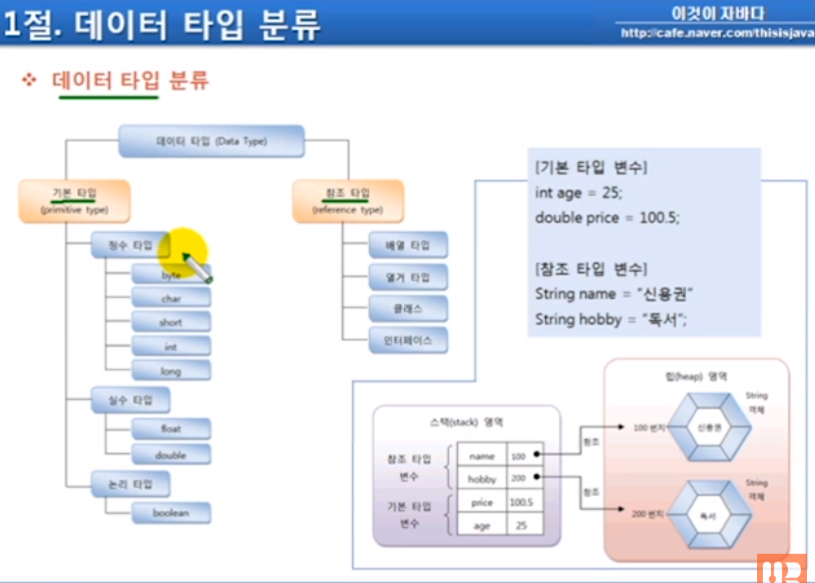 1절. 데이터 타입 분류
이것이 자바다
http://cafe.naver.com/thisisjava
데이터 타입 분류
데이터 타입 (Data Type)
기본 타입
(primitive type)
참조 타입
(reference type)
정수 타입
byte
char
short
int
long
실수 타입
float
double
논리 타입
boolean
배열 타입
열거 타입
클래스
인터페이스
[기본 타입 변수]
int age = 25;
double price = 100.5;
[참조 타입 변수]
String name = "신용권"
String hobby = "독서";
스택(stack) 영역
참조 타입
변수
name 100
hobby 200
기본 타입
변수
price 100.5
age 25
참조
참조
힙(heap) 영역
100 번지
신용권
String
객체
200 번지
독서
String
객체